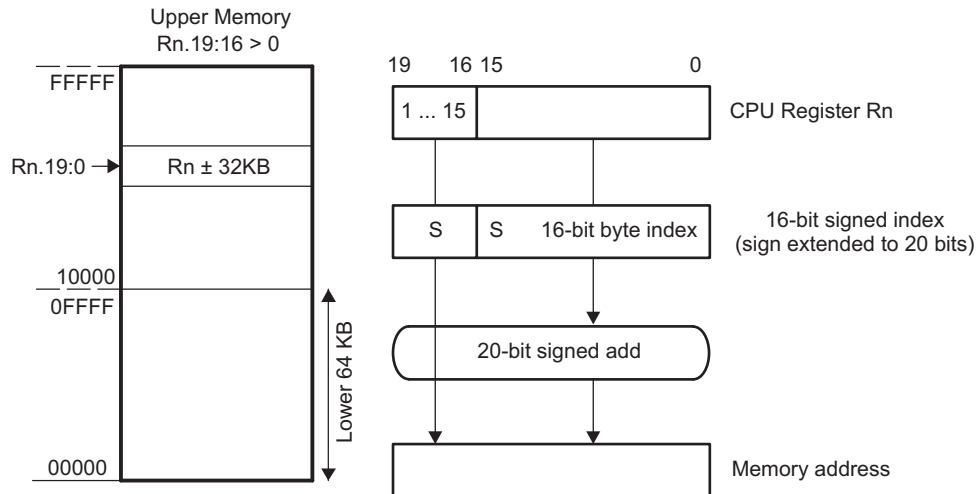 Upper Memory
Rn.19:16 > 0
FFFFF
Rn.19:0
Rn ± 32KB
10000
0FFFF
Lower 64 KB
00000
19 16 15 0
1 ... 15
CPU Register Rn
S S 16-bit byte index
16-bit signed index
(sign extended to 20 bits)
20-bit signed add
Memory address